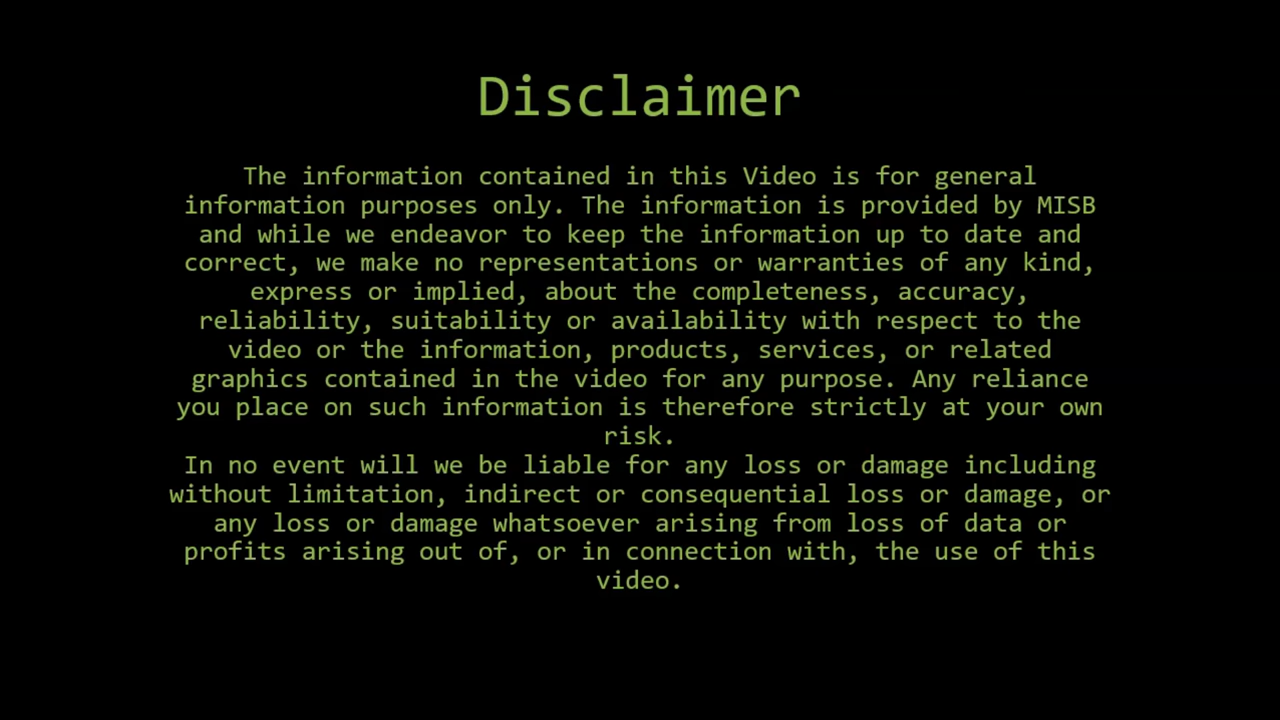 Disclaimer
The information contained in this Video is for general
information purposes only. The information is provided by MISB
and while we endeavor to keep the information up to date and
correct, we make no representations or warranties of any kind,
express or implied, about the completeness, accuracy,
reliability, suitability or availability with respect to the
video or the information, products, services, or related
graphics contained in the video for any purpose. Any reliance
you place on such information is therefore strictly at your own
risk.
In no event will we be liable for any loss or damage including
without limitation, indirect or consequential loss or damage, or
any loss or damage whatsoever arising from loss of data or
profits arising out of, or in connection with, the use of this
video.